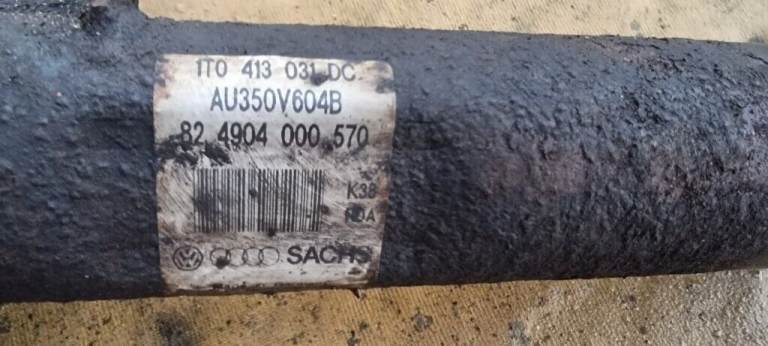 1T0 413 031 DC
AU350V604B
82 4904 000 570
K38
SACHS